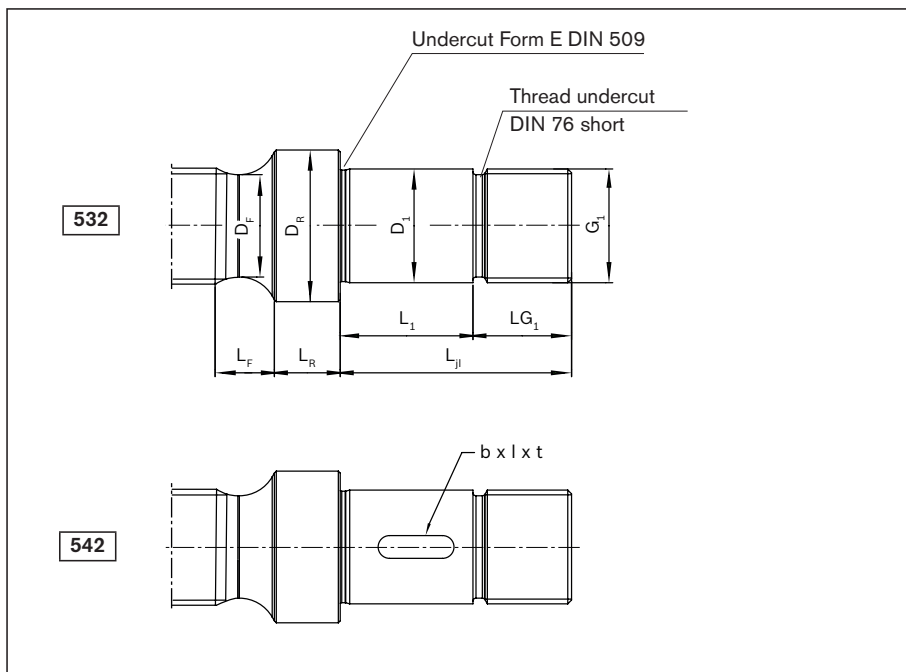 Undercut Form E DIN 509
Thread undercut
DIN 76 short
532
D_F
D_R
D_1
G_1
L_1
LG_1
L_F
L_R
L_jl
b x l x t
542